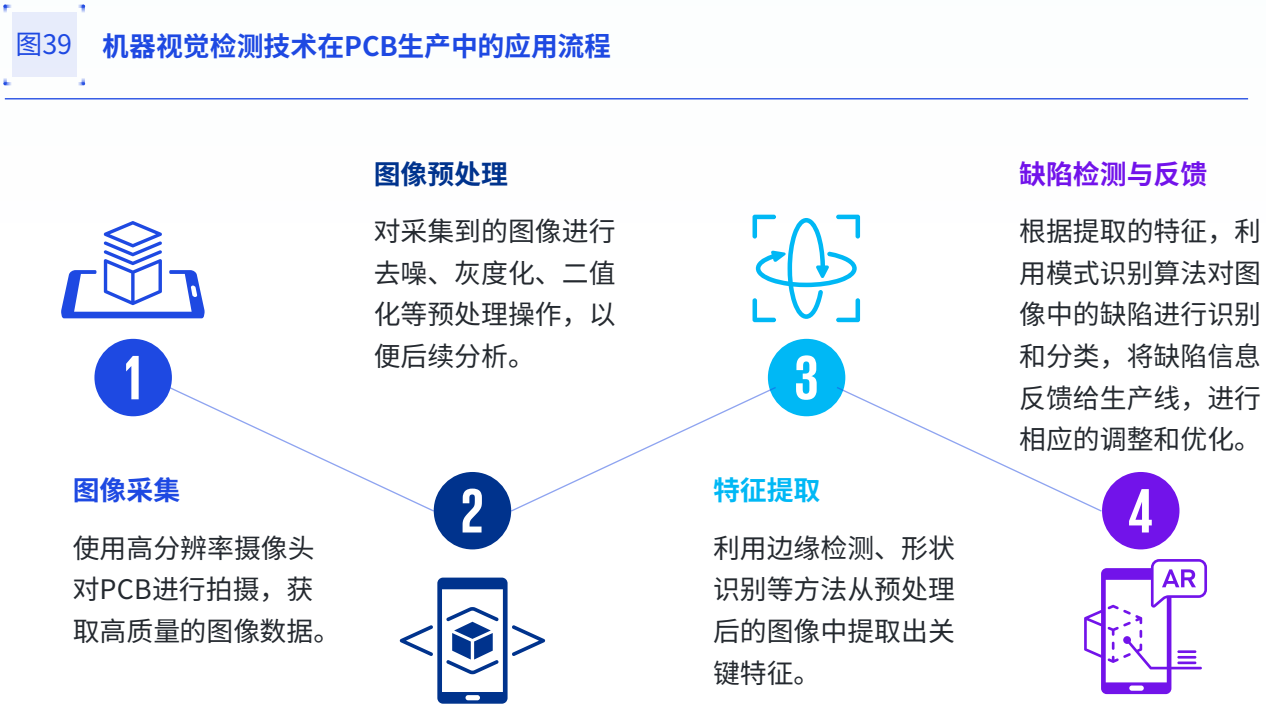 图39
机器视觉检测技术在PCB生产中的应用流程
1
图像采集
使用高分辨率摄像头
对PCB进行拍摄，获
取高质量的图像数据。
图像预处理
对采集到的图像进行
去噪、灰度化、二值
化等预处理操作，以
便后续分析。
2
3
特征提取
利用边缘检测、形状
识别等方法从预处理
后的图像中提取出关
键特征。
缺陷检测与反馈
根据提取的特征，利
用模式识别算法对图
像中的缺陷进行识别
和分类，将缺陷信息
反馈给生产线，进行
相应的调整和优化。
4
AR